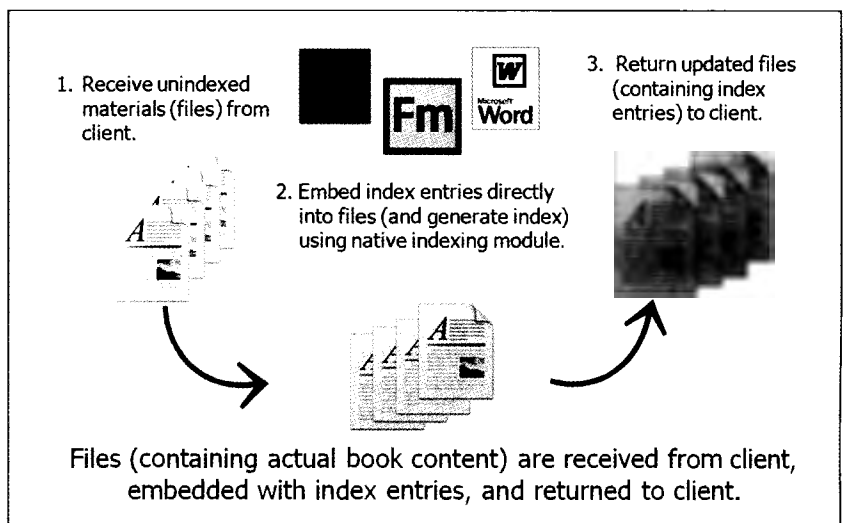 1. Receive unindexed
materials (files) from
client.
Fm
W
Microsoft
Word
3. Return updated files
(containing index
entries) to client.
2. Embed index entries directly
into files (and generate index)
using native indexing module.
A
A
A
A
A
A
A
Files (containing actual book content) are received from client,
embedded with index entries, and returned to client.